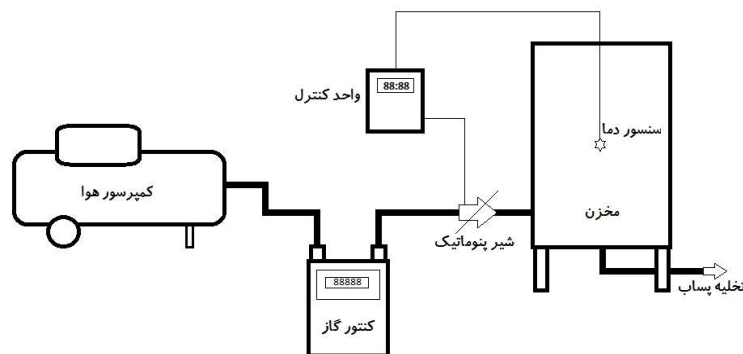 88:88
واحد کنترل
سنسور دما
کمپرسور هوا
مخزن
شیر پنوماتیک
تخلیه پساب
88888
کنتور گاز